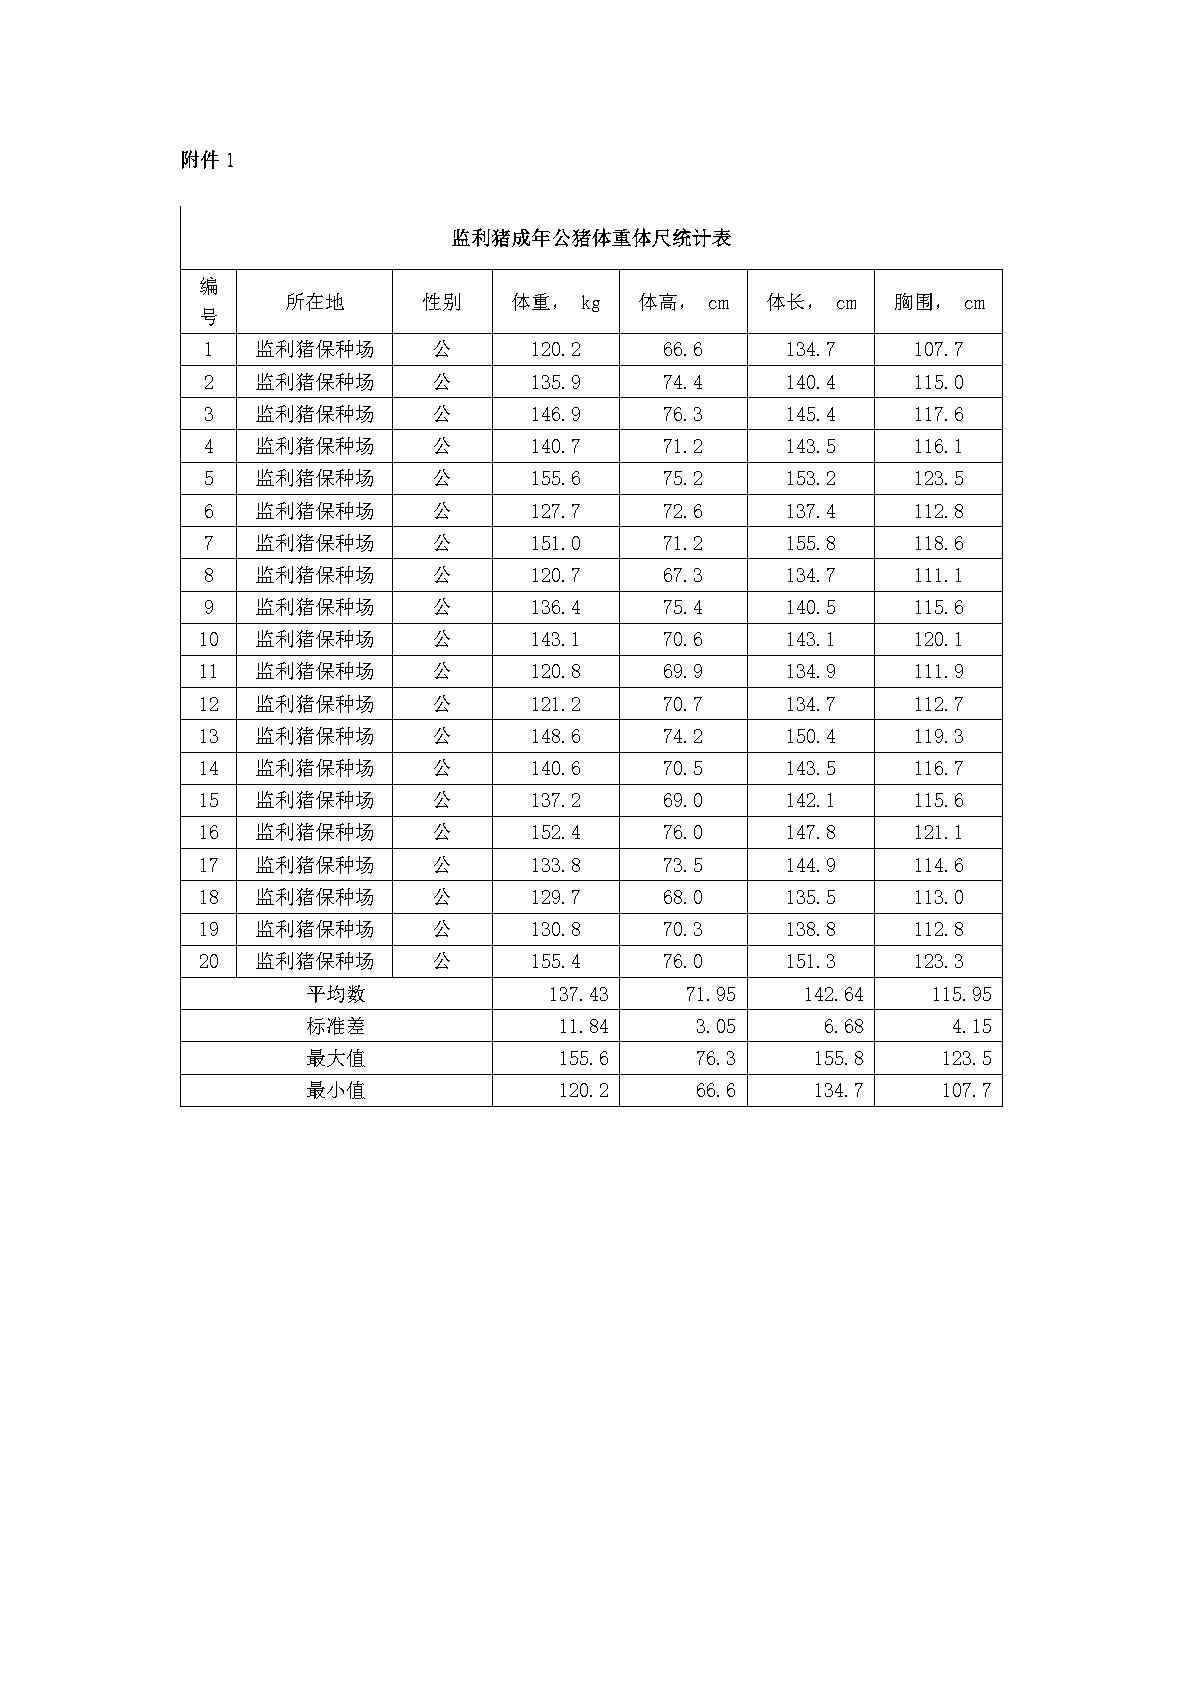 附件1
监利猪成年公猪体重体尺统计表
编号 所在地 性别 体重， kg 体高， cm 体长， cm 胸围， cm
1 监利猪保种场 公 120.2 66.6 134.7 107.7
2 监利猪保种场 公 135.9 74.4 140.4 115.0
3 监利猪保种场 公 146.9 76.3 145.4 117.6
4 监利猪保种场 公 140.7 71.2 143.5 116.1
5 监利猪保种场 公 155.6 75.2 153.2 123.5
6 监利猪保种场 公 127.7 72.6 137.4 112.8
7 监利猪保种场 公 151.0 71.2 155.8 118.6
8 监利猪保种场 公 120.7 67.3 134.7 111.1
9 监利猪保种场 公 136.4 75.4 140.5 115.6
10 监利猪保种场 公 143.1 70.6 143.1 120.1
11 监利猪保种场 公 120.8 69.9 134.9 111.9
12 监利猪保种场 公 121.2 70.7 134.7 112.7
13 监利猪保种场 公 148.6 74.2 150.4 119.3
14 监利猪保种场 公 140.6 70.5 143.5 116.7
15 监利猪保种场 公 137.2 69.0 142.1 115.6
16 监利猪保种场 公 152.4 76.0 147.8 121.1
17 监利猪保种场 公 133.8 73.5 144.9 114.6
18 监利猪保种场 公 129.7 68.0 135.5 113.0
19 监利猪保种场 公 130.8 70.3 138.8 112.8
20 监利猪保种场 公 155.4 76.0 151.3 123.3
平均数 137.43 71.95 142.64 115.95
标准差 11.84 3.05 6.68 4.15
最大值 155.6 76.3 155.8 123.5
最小值 120.2 66.6 134.7 107.7